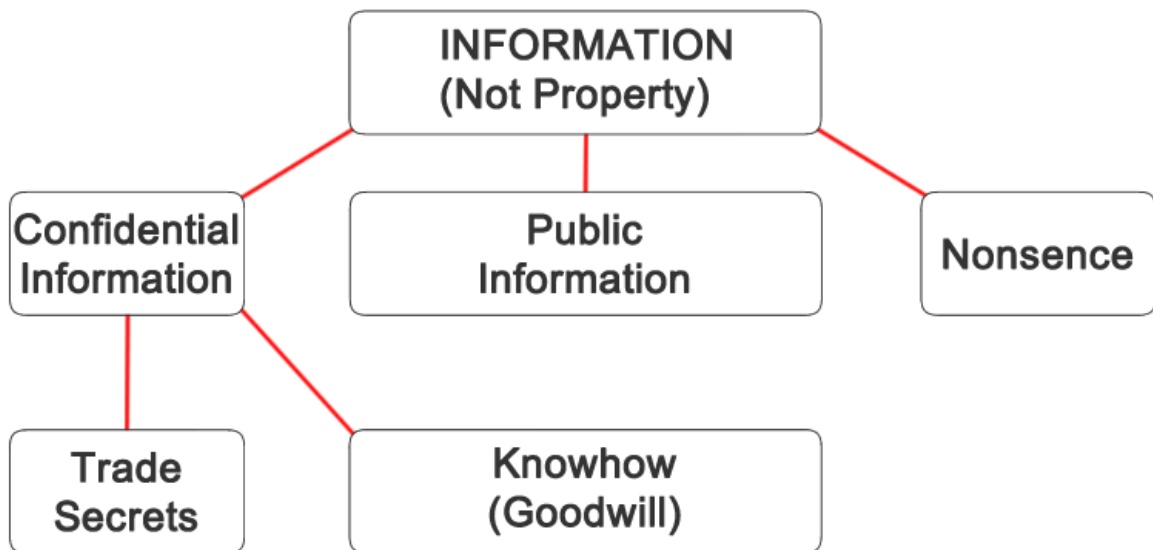 INFORMATION
(Not Property)
Confidential
Information
Public
Information
Nonsence
Trade
Secrets
Knowhow
(Goodwill)